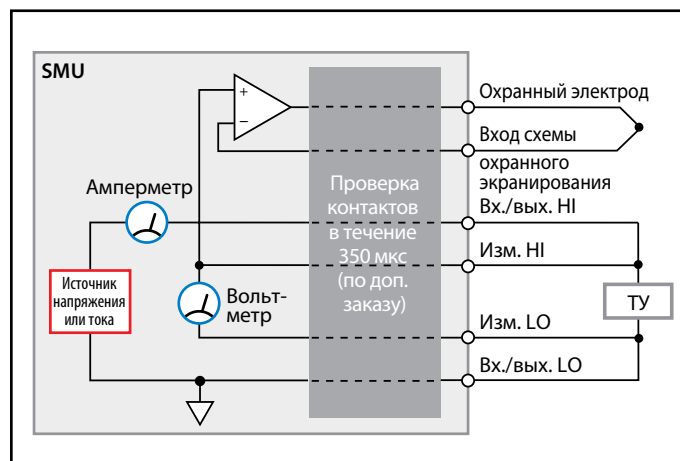 SMU
+
−
Охранный электрод
Вход схемы
охранного
экранирования
Амперметр
Проверка
контактов
в течение
350 мкс
(по доп.
заказу)
Вх./вых. HI
Изм. HI
Источник
напряжения
или тока
Вольт-
метр
ТУ
Изм. LO
Вх./вых. LO